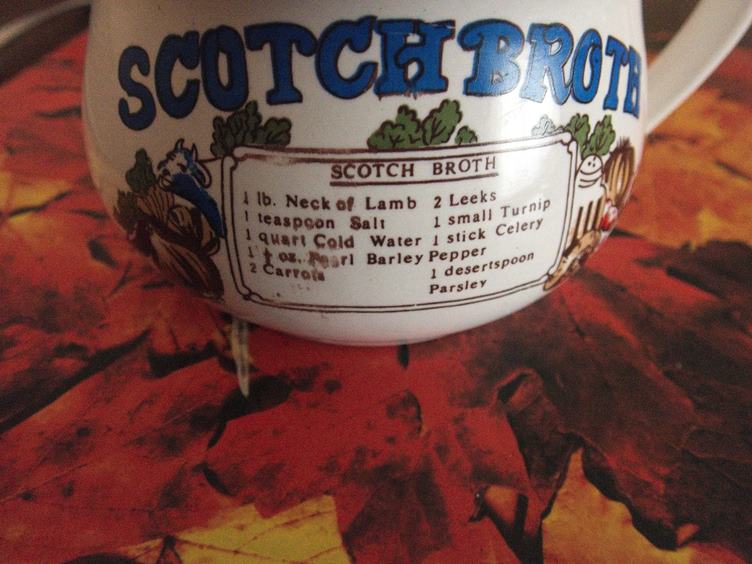 SCOTCH BROTH
SCOTCH BROTH
1 lb. Neck of Lamb
1 teaspoon Salt
1 quart Cold Water
1 oz. Pearl Barley
2 Carrots
2 Leeks
1 small Turnip
1 stick Celery
Pepper
1 desertspoon
Parsley